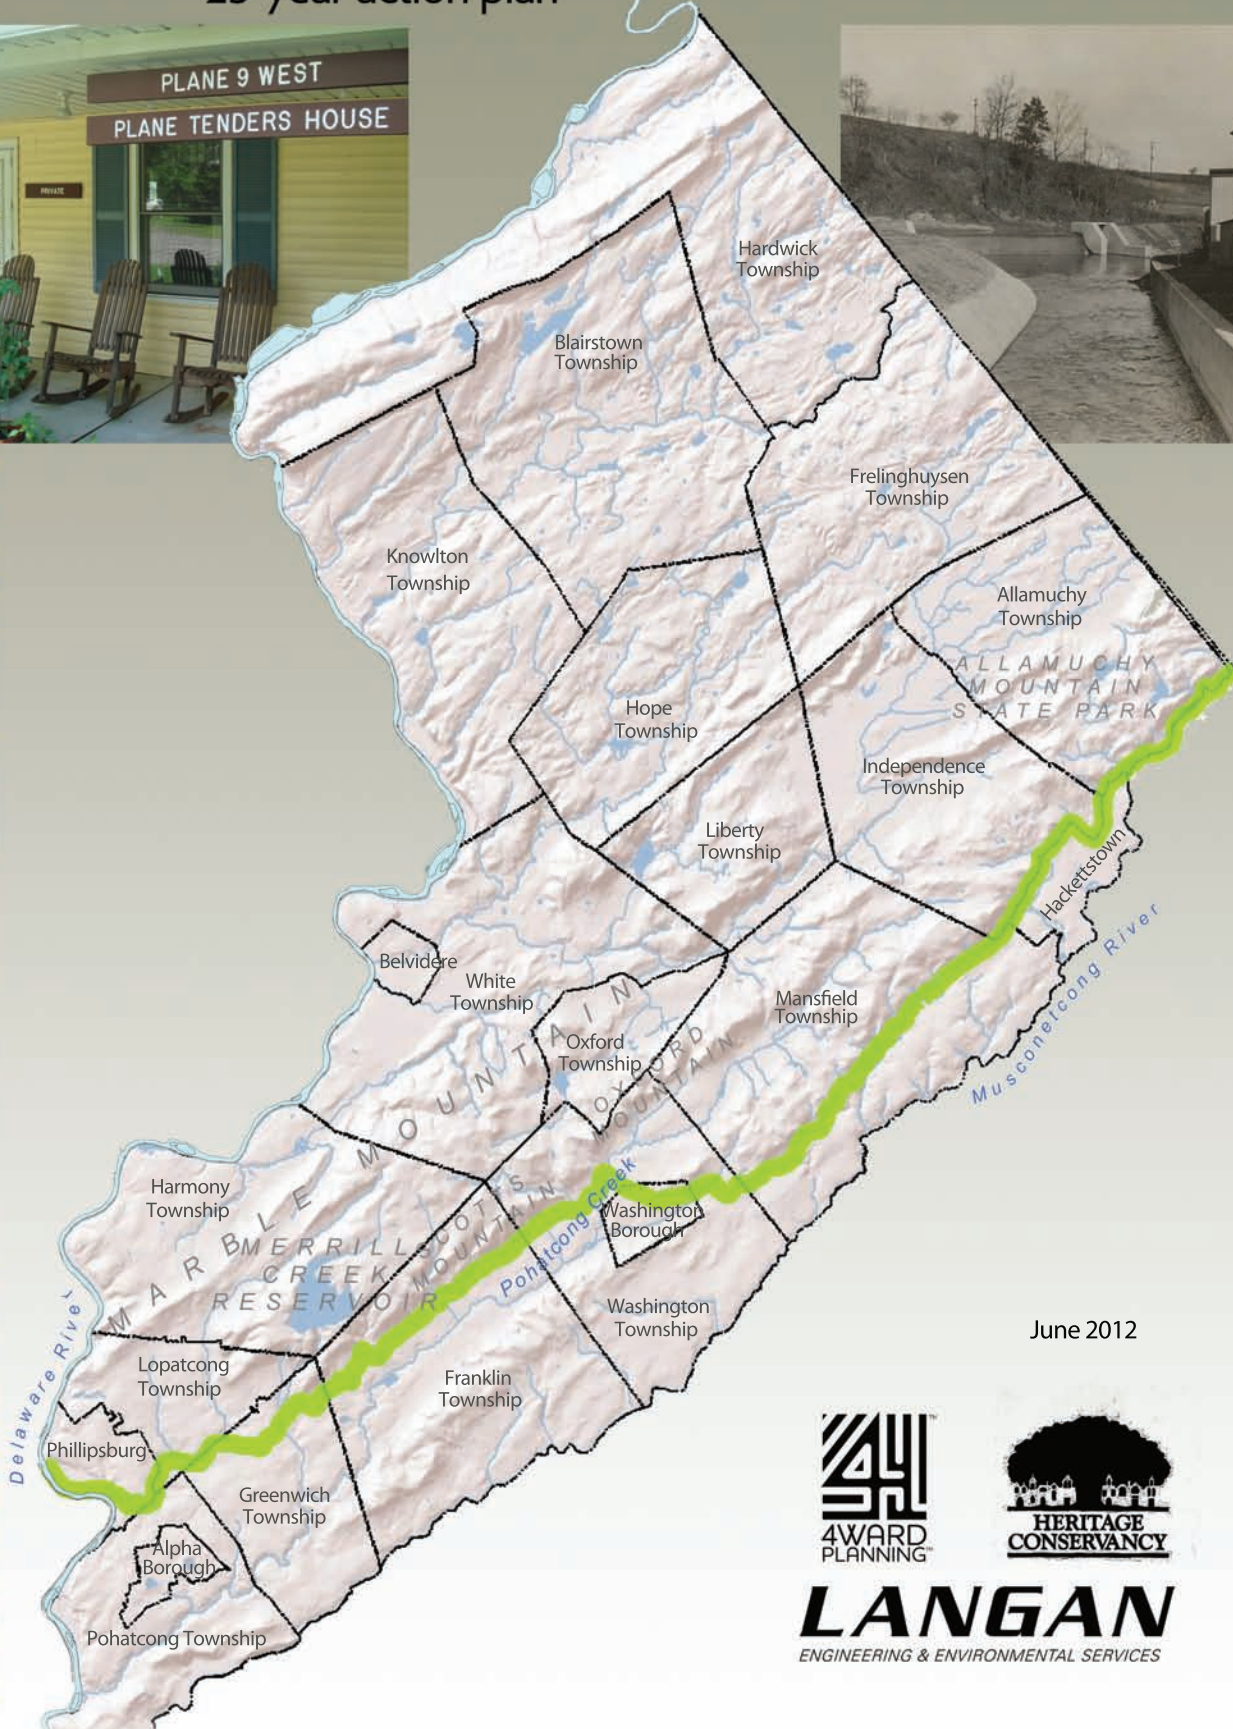 25-year action plan
PLANE 9 WEST
PLANE TENDERS HOUSE
PRIVATE
Hardwick
Township
Blairstown
Township
Frelinghuysen
Township
Knowlton
Township
Allamuchy
Township
ALLAMUCHY
MOUNTAIN
STATE PARK
Hope
Township
Independence
Township
Liberty
Township
Hackettstown
Musconetcong River
Belvidere
White
Township
Mansfield
Township
Oxford
Township
OXFORD
MOUNTAIN
MARBLE MOUNTAIN
Harmony
Township
SCOTTS
MOUNTAIN
Pohatcong Creek
Washington
Borough
MERRILL
CREEK
RESERVOIR
Washington
Township
Delaware River
Lopatcong
Township
Franklin
Township
Phillipsburg
Greenwich
Township
Alpha
Borough
Pohatcong Township
June 2012
4WARD
PLANNING
HERITAGE
CONSERVANCY
LANGAN
ENGINEERING & ENVIRONMENTAL SERVICES